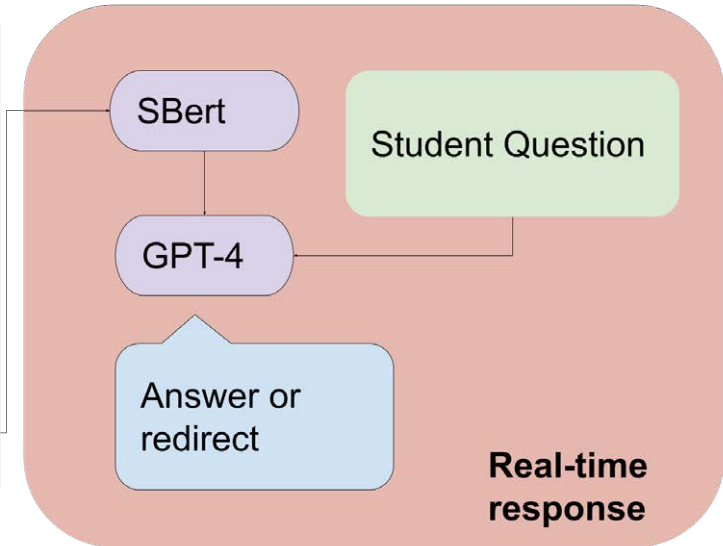 SBert
Student Question
GPT-4
Answer or
redirect
Real-time
response